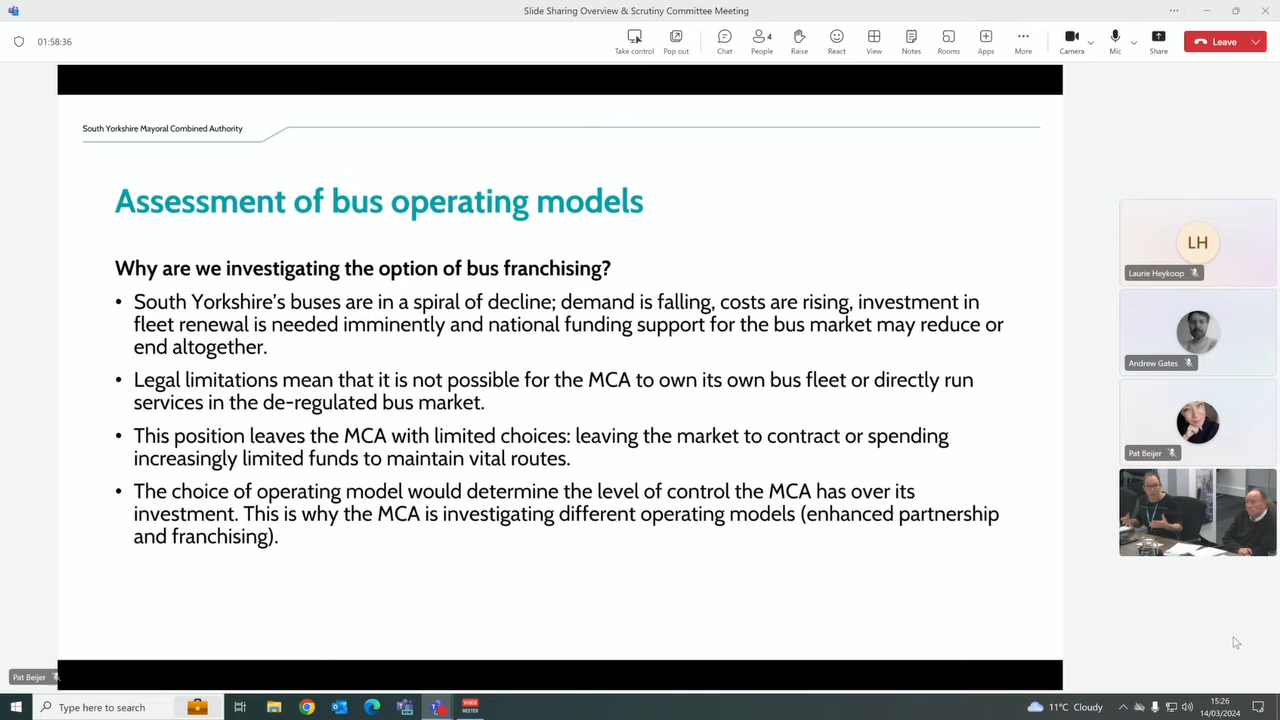 Slide Sharing Overview & Scrutiny Committee Meeting
01:58:36
Take control
Pop out
Chat
4
People
Raise
React
View
Notes
Rooms
Apps
More
Camera
Mic
Share
Leave
South Yorkshire Mayoral Combined Authority
Assessment of bus operating models
Why are we investigating the option of bus franchising?
• South Yorkshire's buses are in a spiral of decline; demand is falling, costs are rising, investment in
fleet renewal is needed imminently and national funding support for the bus market may reduce or
end altogether.
• Legal limitations mean that it is not possible for the MCA to own its own bus fleet or directly run
services in the de-regulated bus market.
• This position leaves the MCA with limited choices: leaving the market to contract or spending
increasingly limited funds to maintain vital routes.
• The choice of operating model would determine the level of control the MCA has over its
investment. This is why the MCA is investigating different operating models (enhanced partnership
and franchising).
LH
Laurie Heykoop
Andrew Gates
Pat Beijer
Pat Beijer
Type here to search
VOICE
MEETER
11°C Cloudy
15:26
14/03/2024